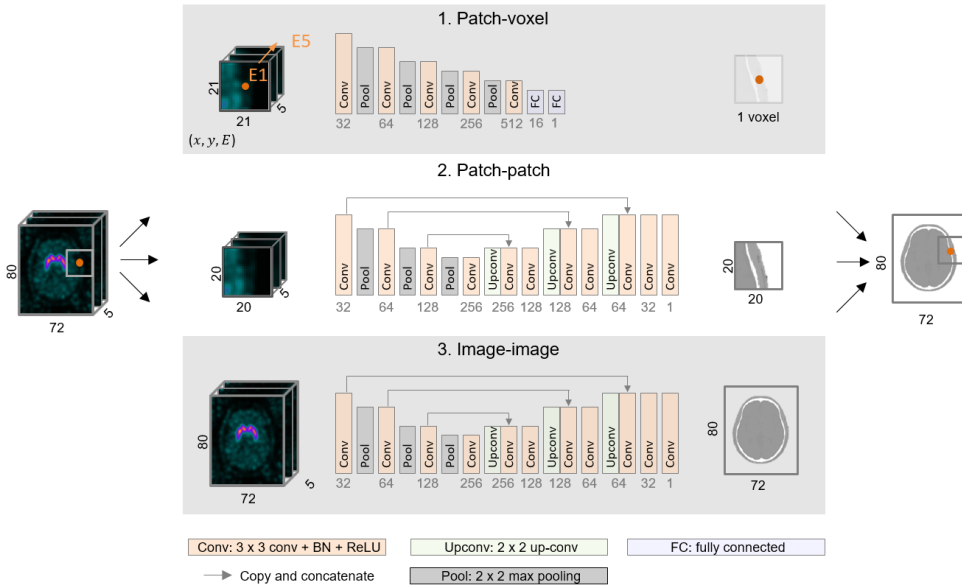 1. Patch-voxel
E5
E1
21
21
5
(x, y, E)
Conv Pool Conv Pool Conv Pool Conv Pool Conv FC FC
32 64 128 256 512 16 1
1 voxel
2. Patch-patch
80
72
5
20
20
5
Conv Pool Conv Pool Conv Pool Conv Upconv Conv Conv Upconv Conv Conv Upconv Conv Conv Conv
32 64 128 256 256 128 128 64 64 32 1
20
20
80
72
3. Image-image
80
72
5
Conv Pool Conv Pool Conv Pool Conv Upconv Conv Conv Upconv Conv Conv Upconv Conv Conv Conv
32 64 128 256 256 128 128 64 64 32 1
80
72
Conv: 3 x 3 conv + BN + ReLU
Upconv: 2 x 2 up-conv
FC: fully connected
Copy and concatenate
Pool: 2 x 2 max pooling